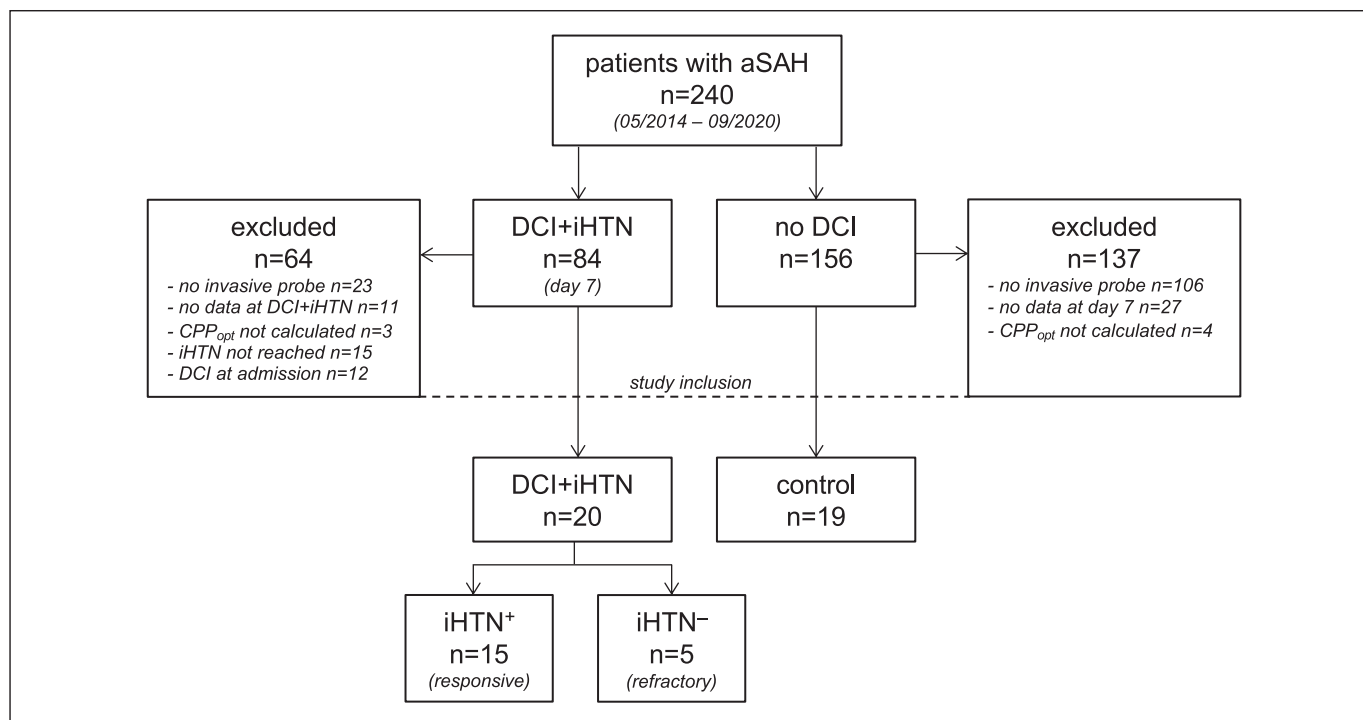 patients with aSAH
n=240
(05/2014 – 09/2020)
excluded
n=64
- no invasive probe n=23
- no data at DCI+iHTN n=11
- CPPopt not calculated n=3
- iHTN not reached n=15
- DCI at admission n=12
DCI+iHTN
n=84
(day 7)
no DCI
n=156
excluded
n=137
- no invasive probe n=106
- no data at day 7 n=27
- CPPopt not calculated n=4
study inclusion
DCI+iHTN
n=20
control
n=19
iHTN⁺
n=15
(responsive)
iHTN⁻
n=5
(refractory)